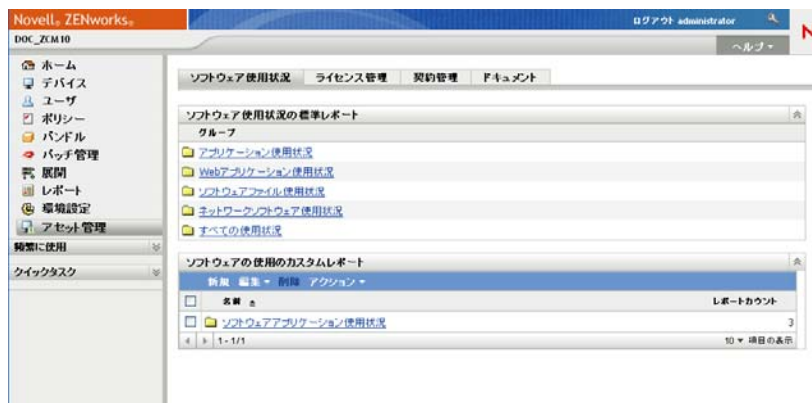 Novell® ZENworks®
ログアウト administrator
DOC_ZCM10
ヘルプ
ホーム
デバイス
ユーザ
ポリシー
バンドル
パッチ管理
展開
レポート
環境設定
アセット管理
頻繁に使用
クイックタスク
ソフトウェア使用状況 ライセンス管理 契約管理 ドキュメント
ソフトウェア使用状況の標準レポート
グループ
アプリケーション使用状況
Webアプリケーション使用状況
ソフトウェアファイル使用状況
ネットワークソフトウェア使用状況
すべての使用状況
ソフトウェアの使用のカスタムレポート
新規 編集 削除 アクション
名前 レポートカウント
ソフトウェアアプリケーション使用状況 3
1 - 1/1 10 項目の表示